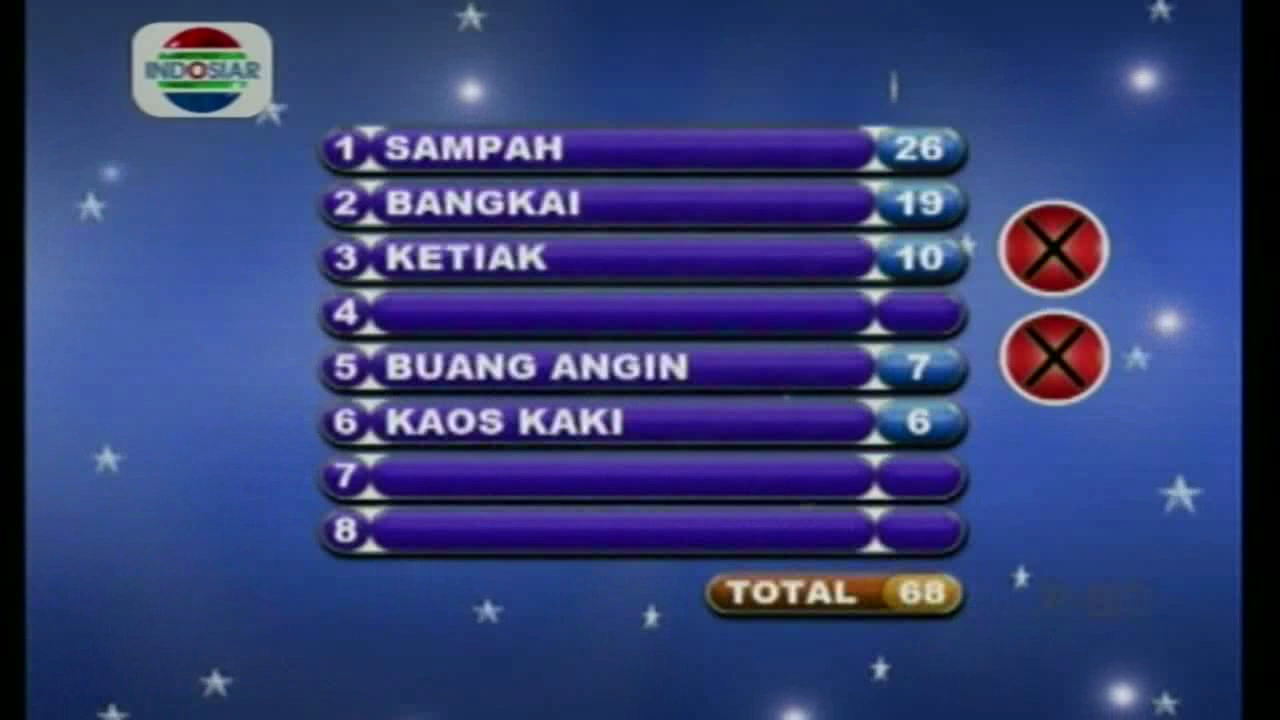 INDOSIAR
1 SAMPAH 26
2 BANGKAI 19
3 KETIAK 10
4
5 BUANG ANGIN 7
6 KAOS KAKI 6
7
8
TOTAL 68